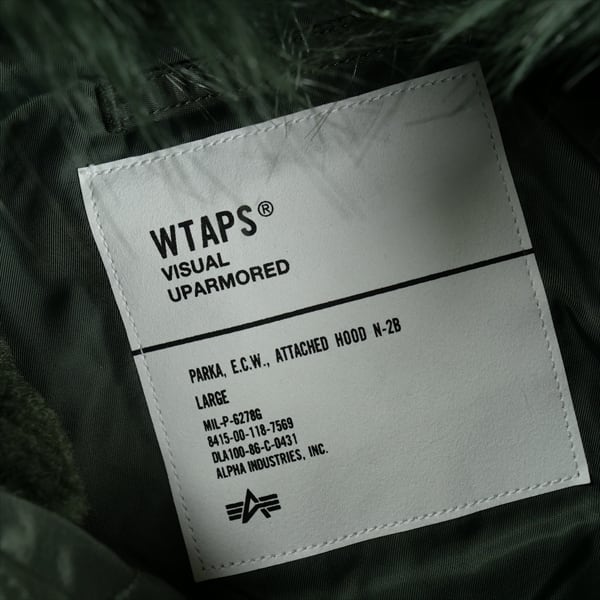 WTAPS®
VISUAL
UPARMORED
PARKA, E.C.W., ATTACHED HOOD N-2B
LARGE
MIL-P-6278G
8415-00-118-7569
DLA100-86-C-0431
ALPHA INDUSTRIES, INC.